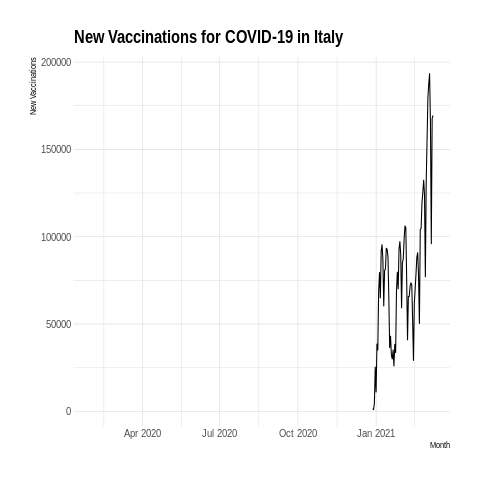 New Vaccinations for COVID-19 in Italy
New Vaccinations
200000
150000
100000
50000
0
Apr 2020 Jul 2020 Oct 2020 Jan 2021
Month